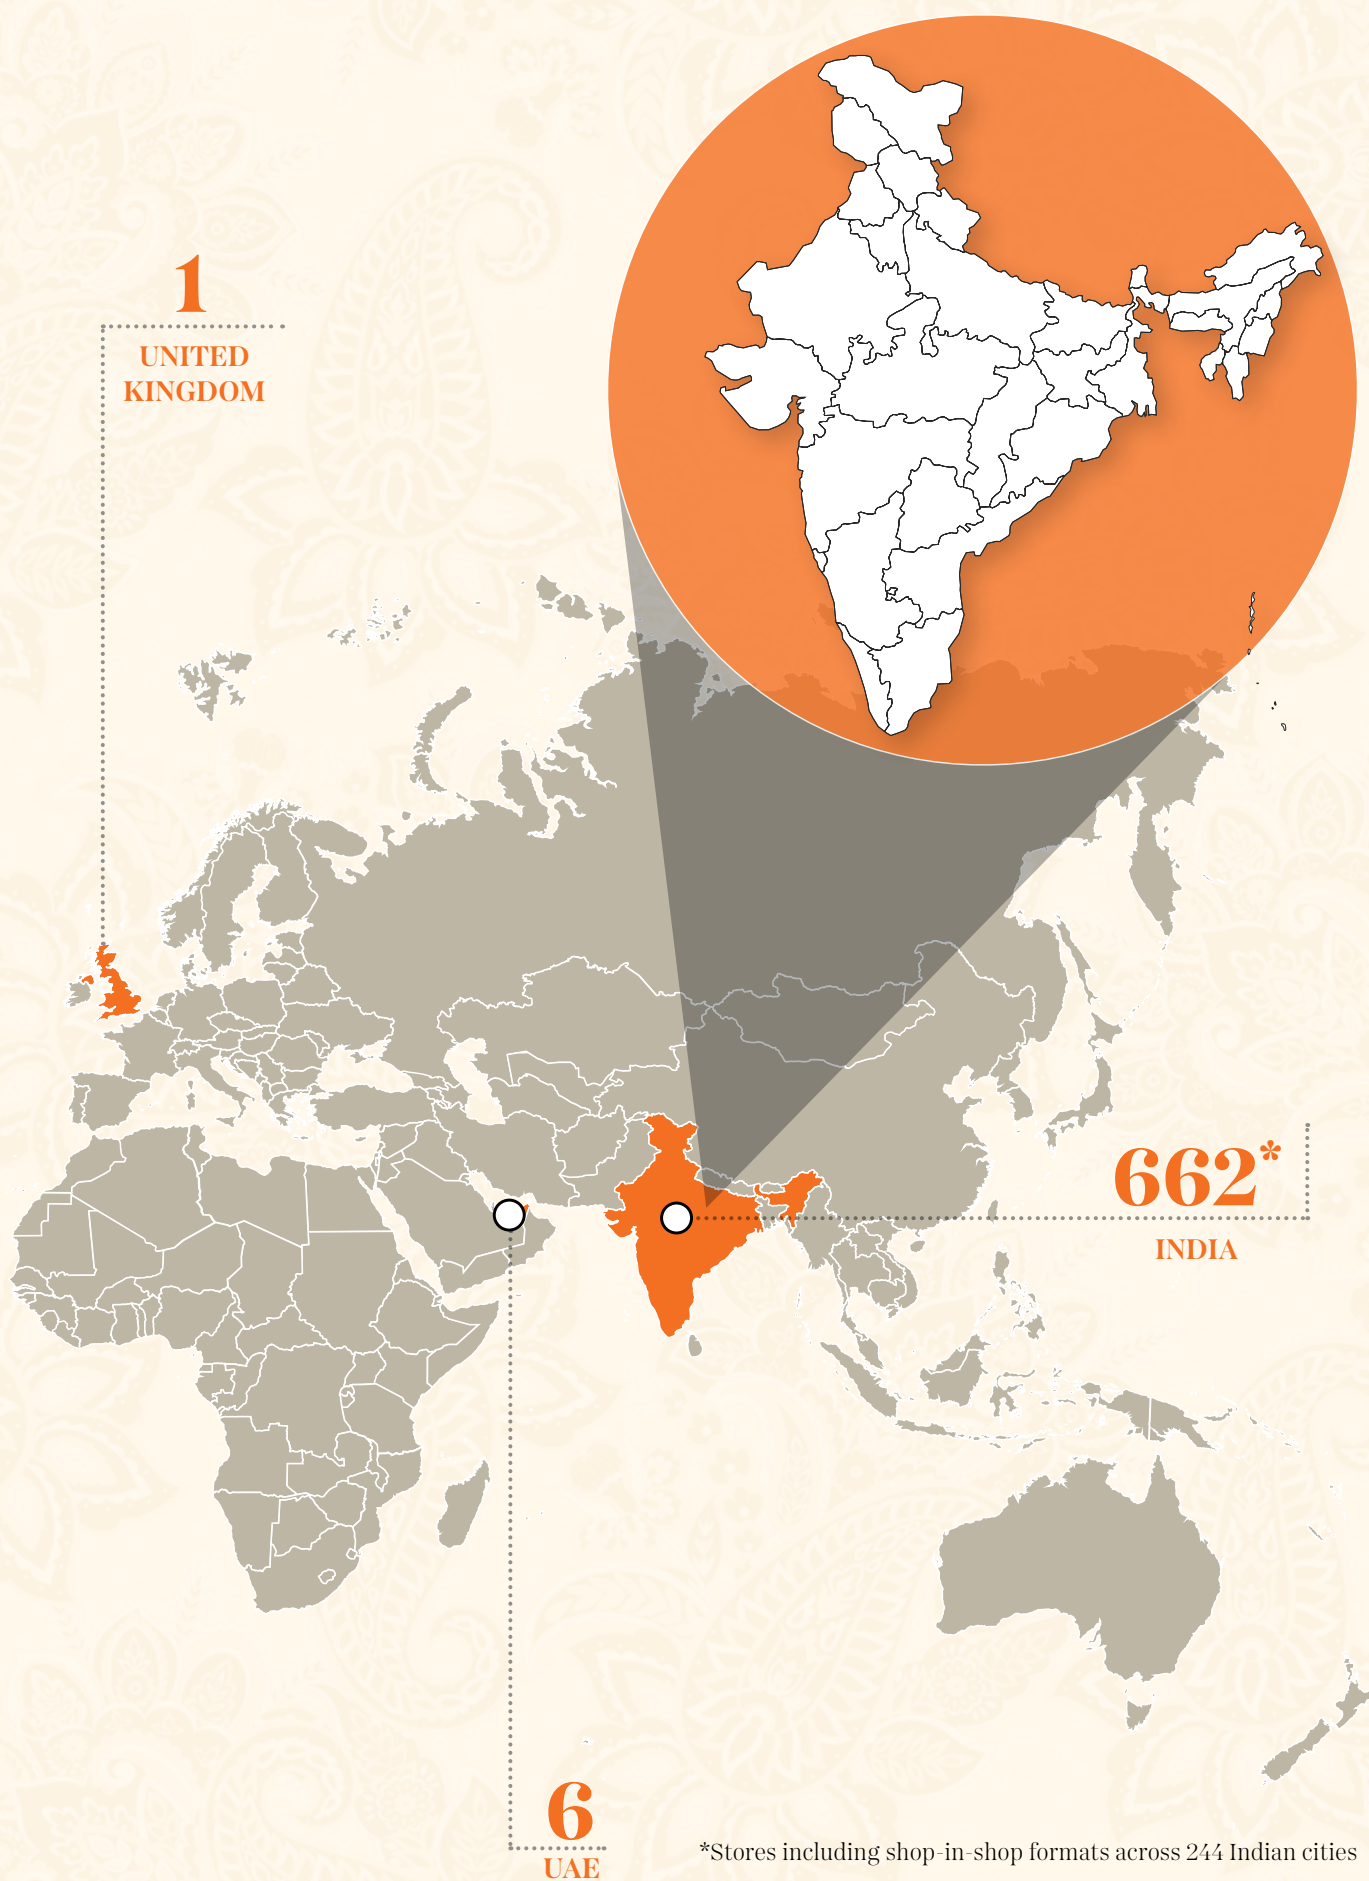 1
UNITED
KINGDOM
662*
INDIA
6
UAE
*Stores including shop-in-shop formats across 244 Indian cities